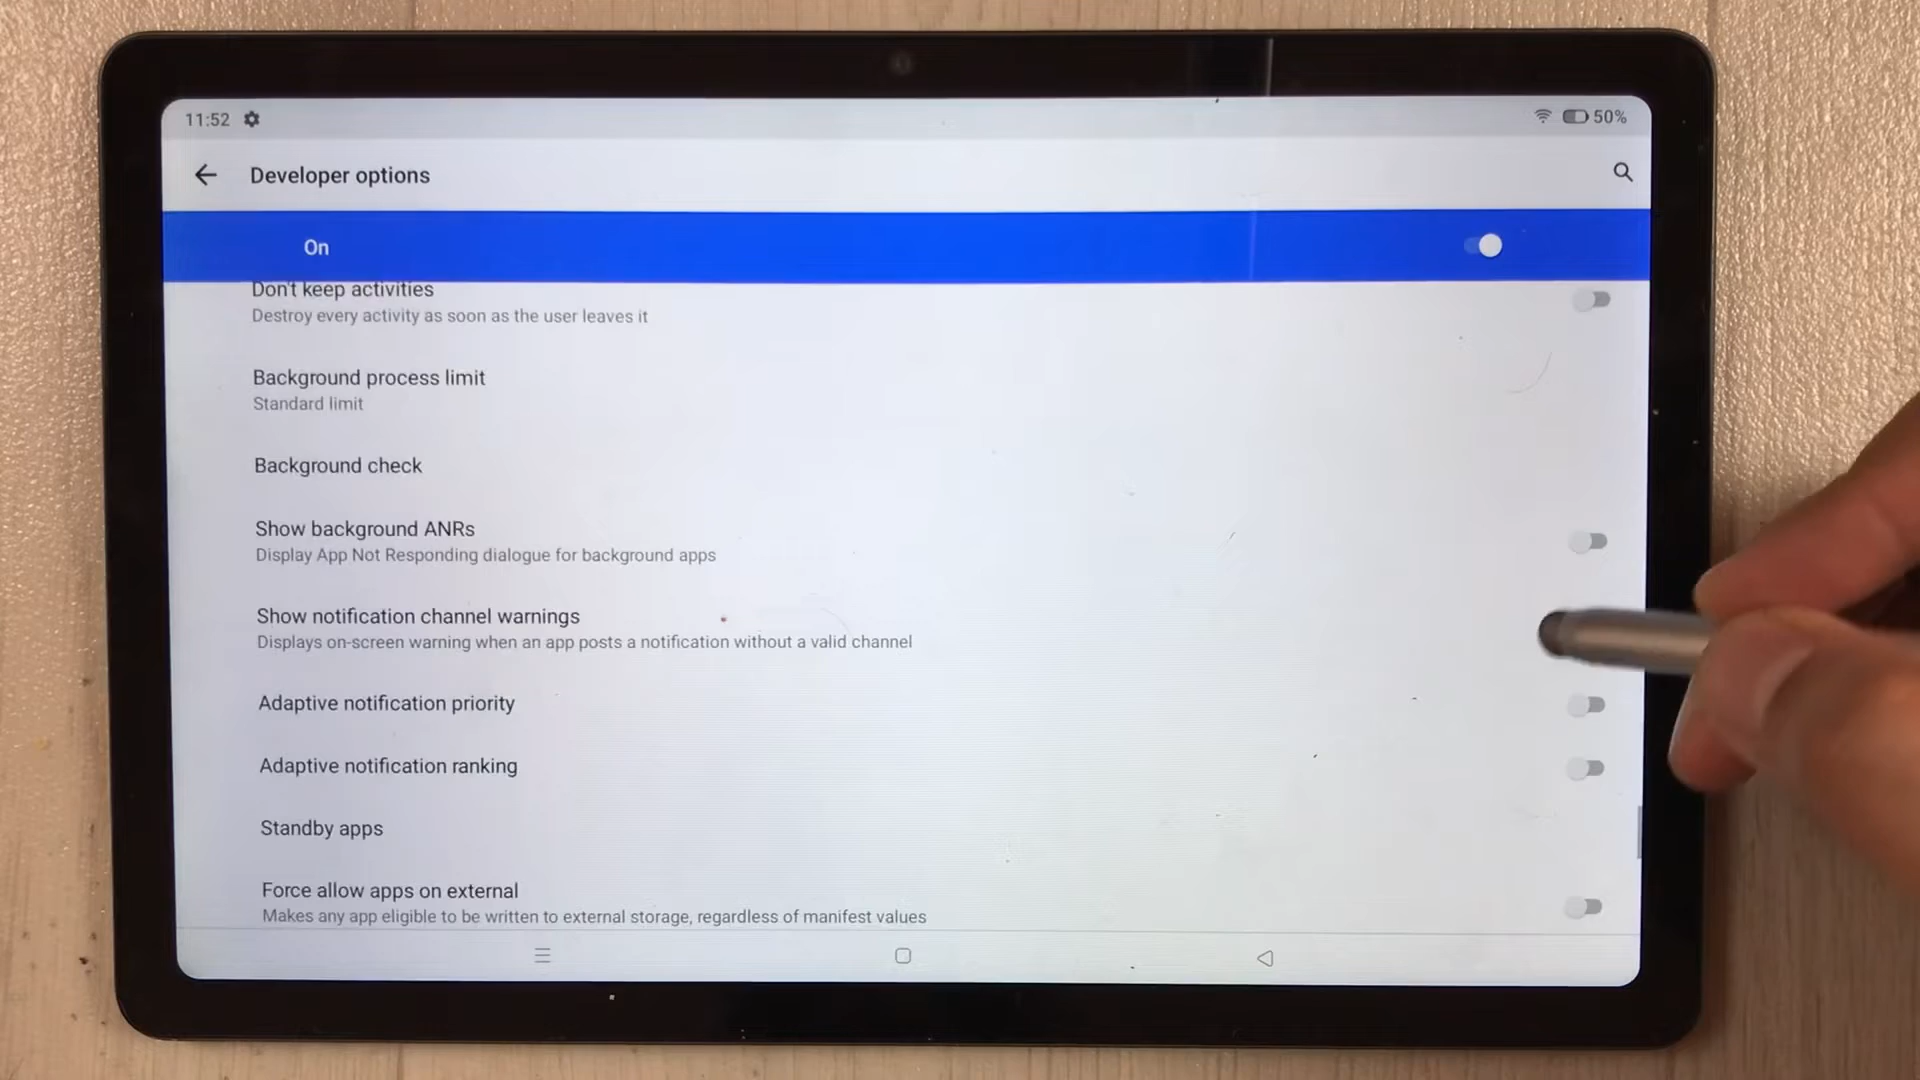 11:52
50%
Developer options
On
Don't keep activities
Destroy every activity as soon as the user leaves it
Background process limit
Standard limit
Background check
Show background ANRs
Display App Not Responding dialogue for background apps
Show notification channel warnings
Displays on-screen warning when an app posts a notification without a valid channel
Adaptive notification priority
Adaptive notification ranking
Standby apps
Force allow apps on external
Makes any app eligible to be written to external storage, regardless of manifest values